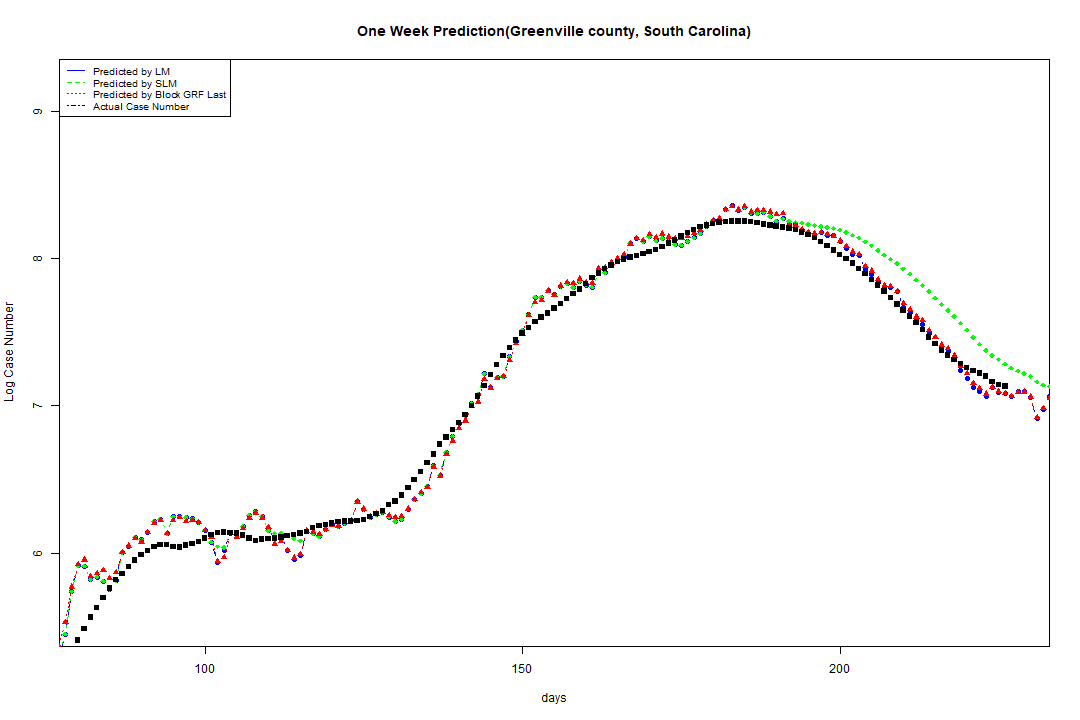 One Week Prediction(Greenville county, South Carolina)
Predicted by LM
Predicted by SLM
Predicted by Block GRF Last
Actual Case Number
9
8
7
6
Log Case Number
100 150 200
days